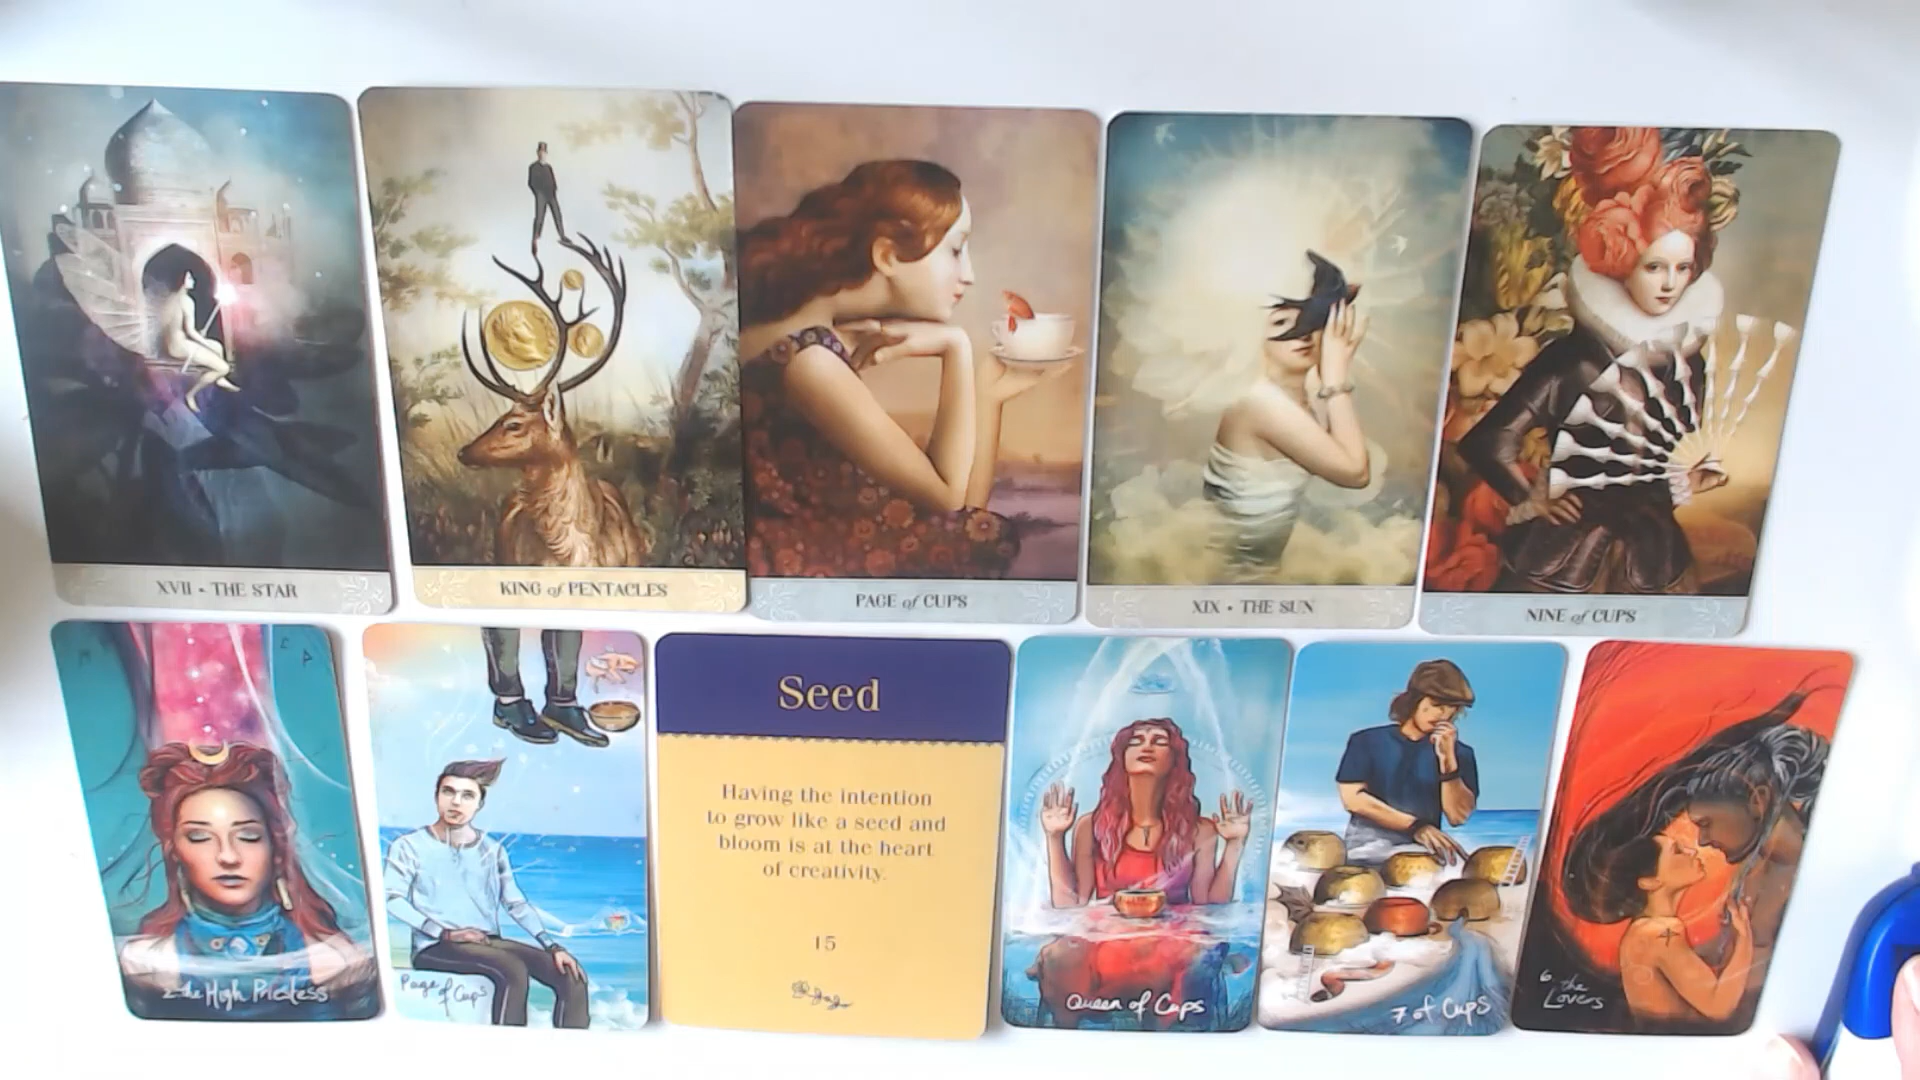 XVII • THE STAR
KING of PENTACLES
PAGE of CUPS
XIX • THE SUN
NINE of CUPS
2 the High Priestess
Page of Cups
Seed
Having the intention
to grow like a seed and
bloom is at the heart
of creativity.
15
Queen of Cups
7 of Cups
6 the
Lovers